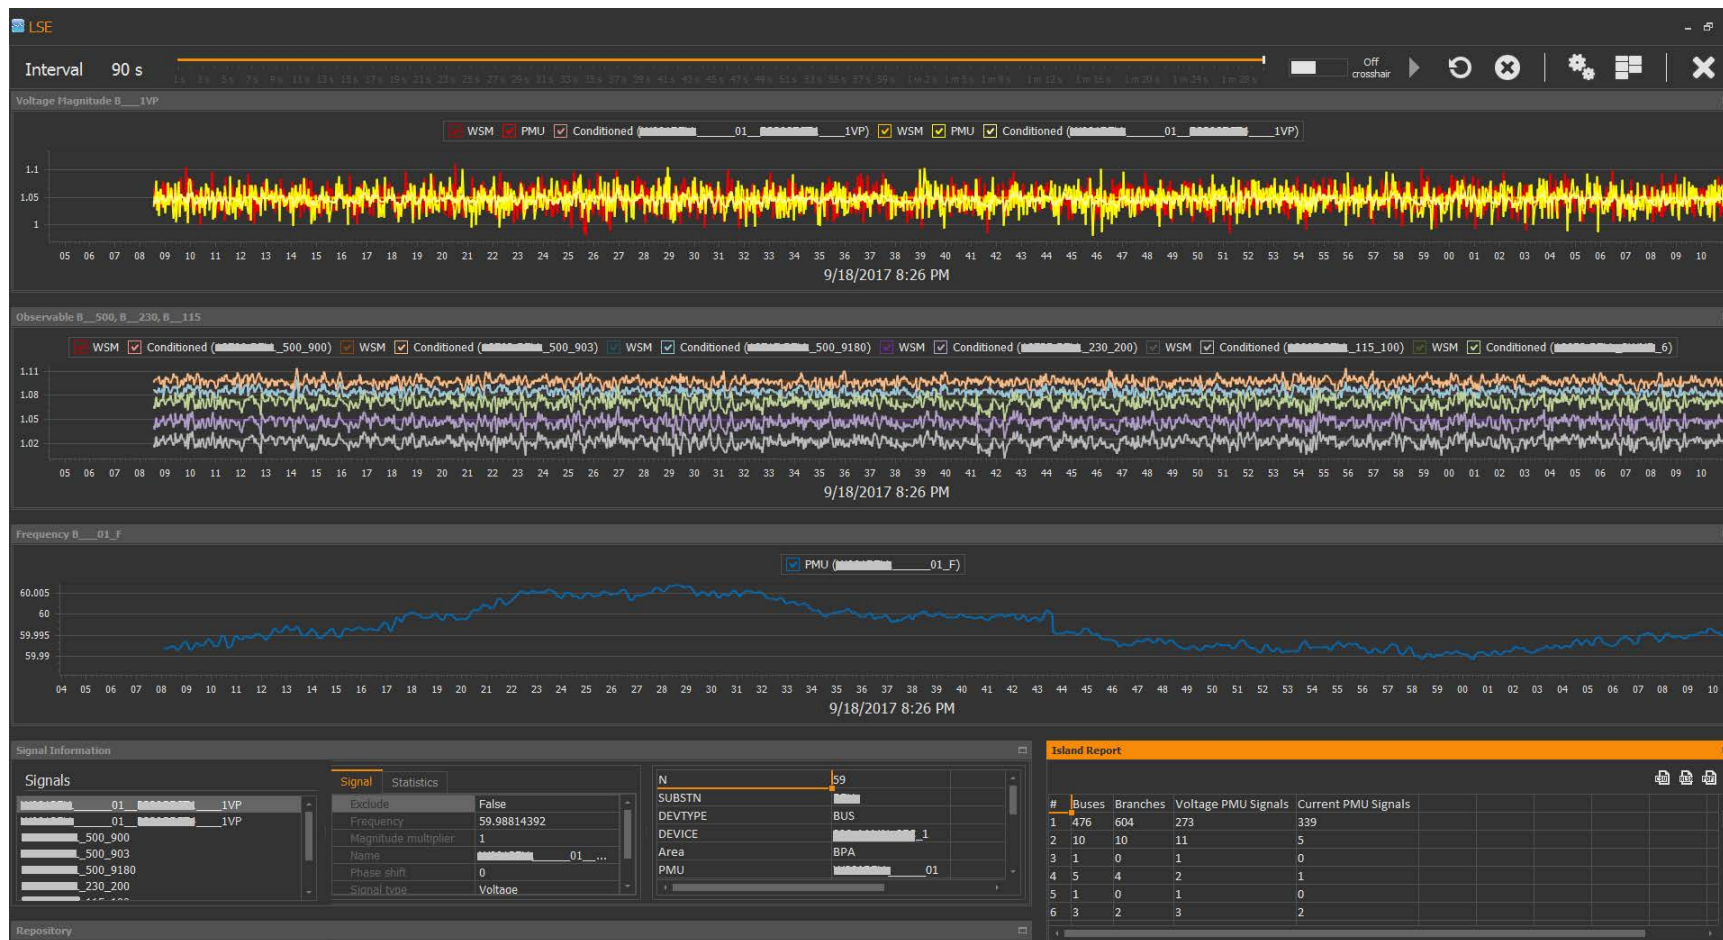 LSE
Interval 90 s
Off
crosshair
Voltage Magnitude B___1VP
WSM PMU Conditioned ( _____01__ ____1VP) WSM PMU Conditioned ( _____01__ ____1VP)
1.1
1.05
1
05 06 07 08 09 10 11 12 13 14 15 16 17 18 19 20 21 22 23 24 25 26 27 28 29 30 31 32 33 34 35 36 37 38 39 40 41 42 43 44 45 46 47 48 49 50 51 52 53 54 55 56 57 58 59 00 01 02 03 04 05 06 07 08 09 10
9/18/2017 8:26 PM
Observable B__500, B__230, B__115
WSM Conditioned ( _500_900) WSM Conditioned ( _500_903) WSM Conditioned ( _500_9180) WSM Conditioned ( _230_200) WSM Conditioned ( _115_100) WSM Conditioned ( _6)
1.11
1.08
1.05
1.02
05 06 07 08 09 10 11 12 13 14 15 16 17 18 19 20 21 22 23 24 25 26 27 28 29 30 31 32 33 34 35 36 37 38 39 40 41 42 43 44 45 46 47 48 49 50 51 52 53 54 55 56 57 58 59 00 01 02 03 04 05 06 07 08 09 10
9/18/2017 8:26 PM
Frequency B___01_F
PMU ( _____01_F)
60.005
60
59.995
59.99
04 05 06 07 08 09 10 11 12 13 14 15 16 17 18 19 20 21 22 23 24 25 26 27 28 29 30 31 32 33 34 35 36 37 38 39 40 41 42 43 44 45 46 47 48 49 50 51 52 53 54 55 56 57 58 59 00 01 02 03 04 05 06 07 08 09 10
9/18/2017 8:26 PM
Signal Information
Signals
_____01__ ____1VP
_____01__ ____1VP
_500_900
_500_903
_500_9180
_230_200
Signal Statistics
Exclude False
Frequency 59.98814392
Magnitude multiplier 1
Name _____01__...
Phase shift 0
Signal type Voltage
N 59
SUBSTN
DEVTYPE BUS
DEVICE _1
Area BPA
PMU _____01
Island Report
# Buses Branches Voltage PMU Signals Current PMU Signals
1 476 604 273 339
2 10 10 11 5
3 1 0 1 0
4 5 4 2 1
5 1 0 1 0
6 3 2 3 2
Repository